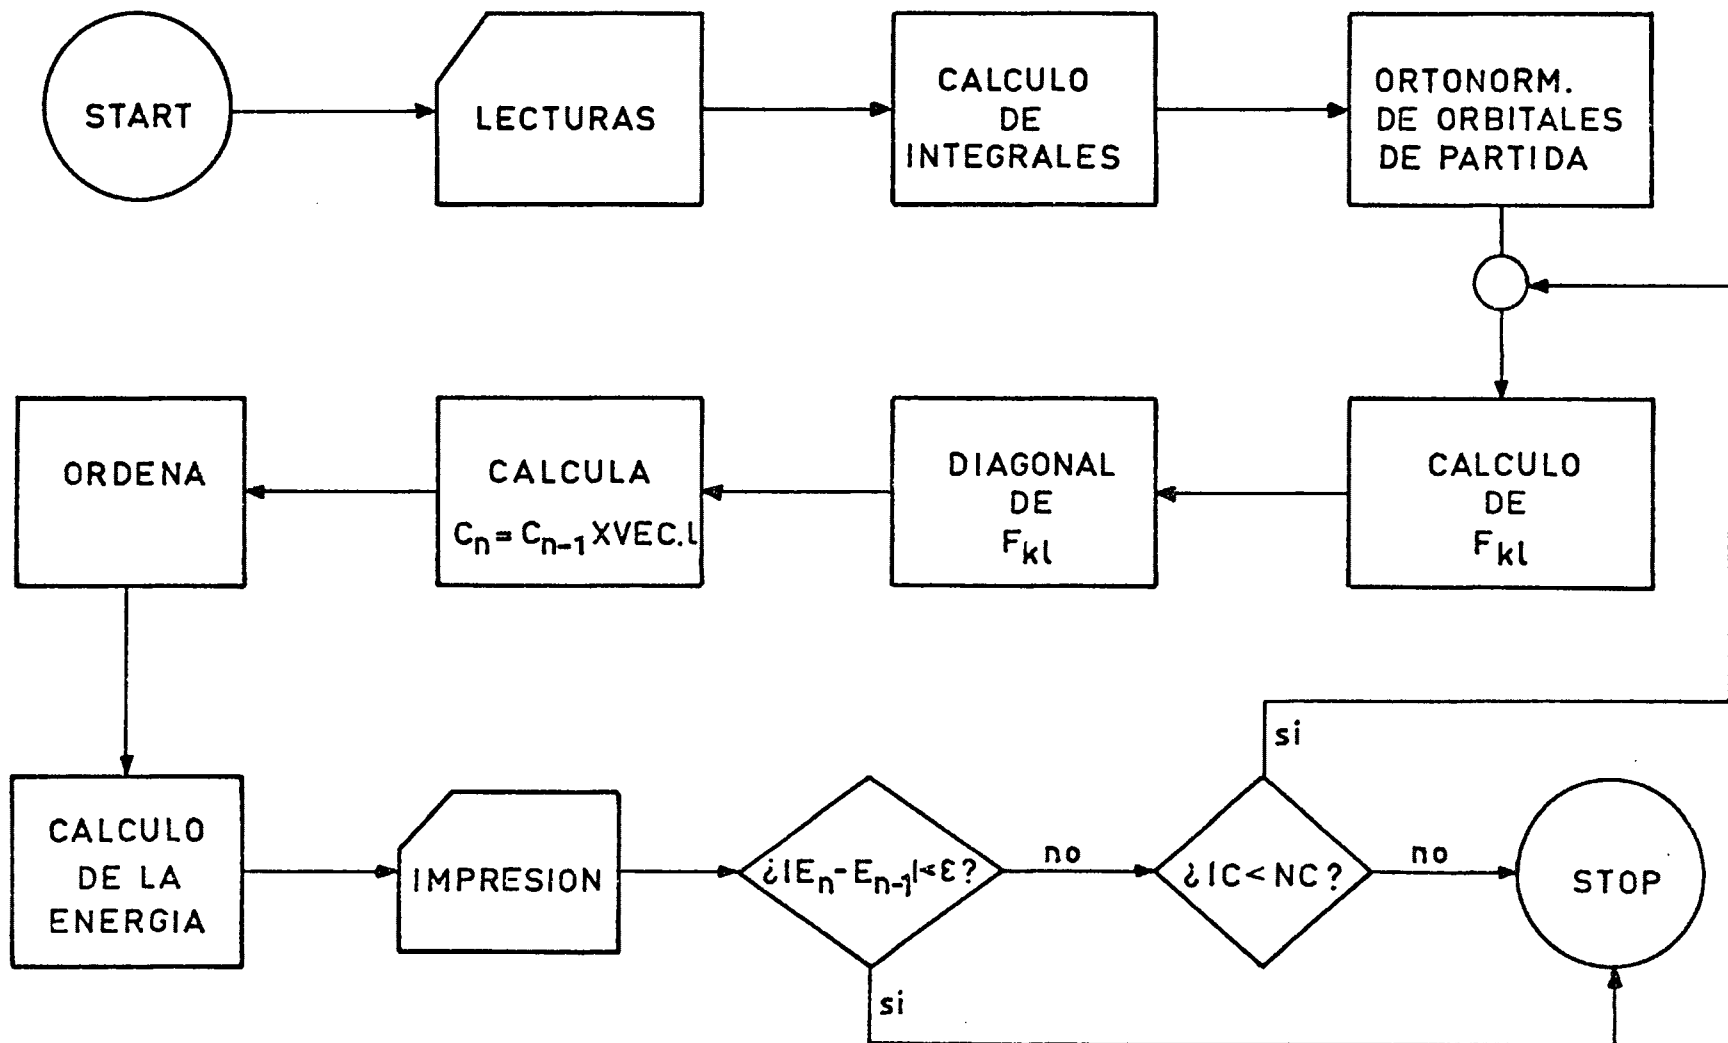 START
LECTURAS
CALCULO
DE
INTEGRALES
ORTONORM.
DE ORBITALES
DE PARTIDA
ORDENA
CALCULA
Cn = Cn-1 XVEC.l
DIAGONAL
DE
Fkl
CALCULO
DE
Fkl
CALCULO
DE LA
ENERGIA
IMPRESION
¿|En - En-1|<ε?
no
si
¿IC<NC?
si
no
STOP